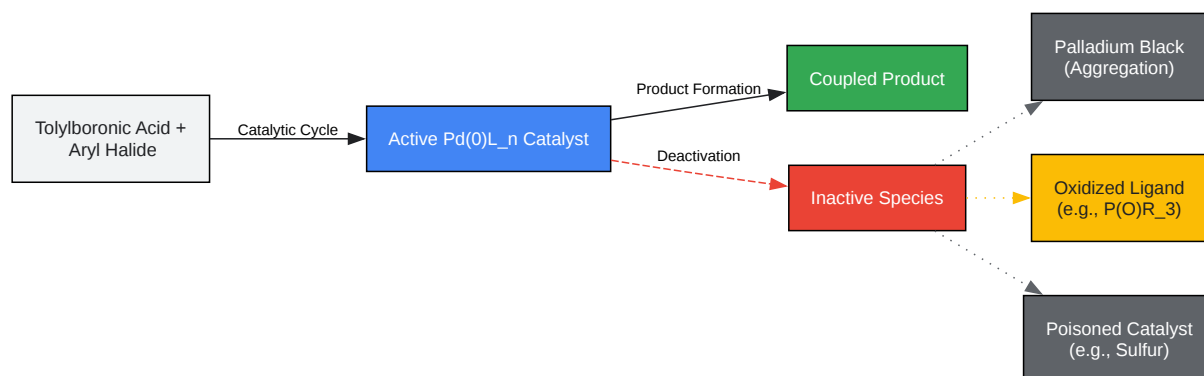 Tolylboronic Acid +
Aryl Halide
Catalytic Cycle
Active Pd(0)L_n Catalyst
Product Formation
Coupled Product
Deactivation
Inactive Species
Palladium Black
(Aggregation)
Oxidized Ligand
(e.g., P(O)R_3)
Poisoned Catalyst
(e.g., Sulfur)